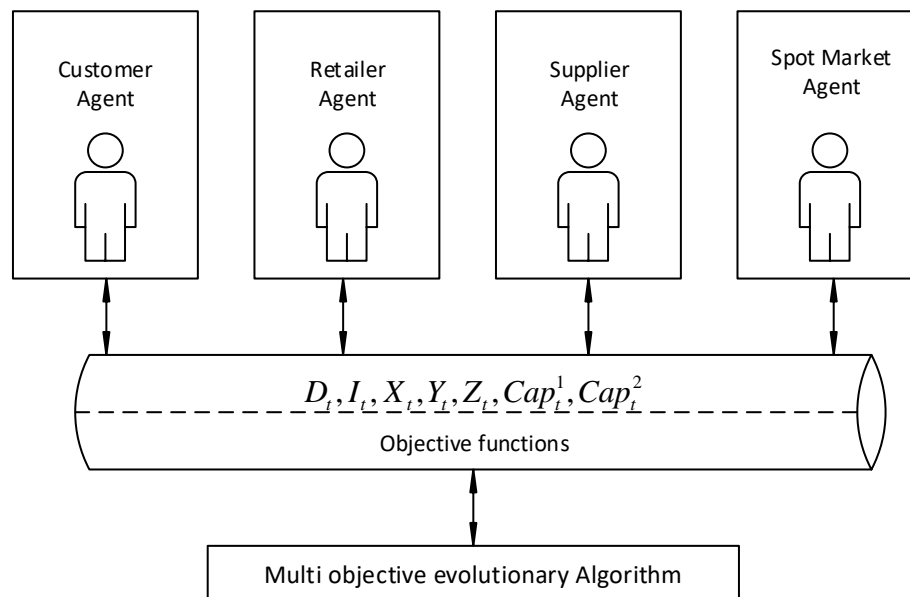 Customer
Agent
Retailer
Agent
Supplier
Agent
Spot Market
Agent
D_t, I_t, X_t, Y_t, Z_t, Cap_t^1, Cap_t^2
Objective functions
Multi objective evolutionary Algorithm